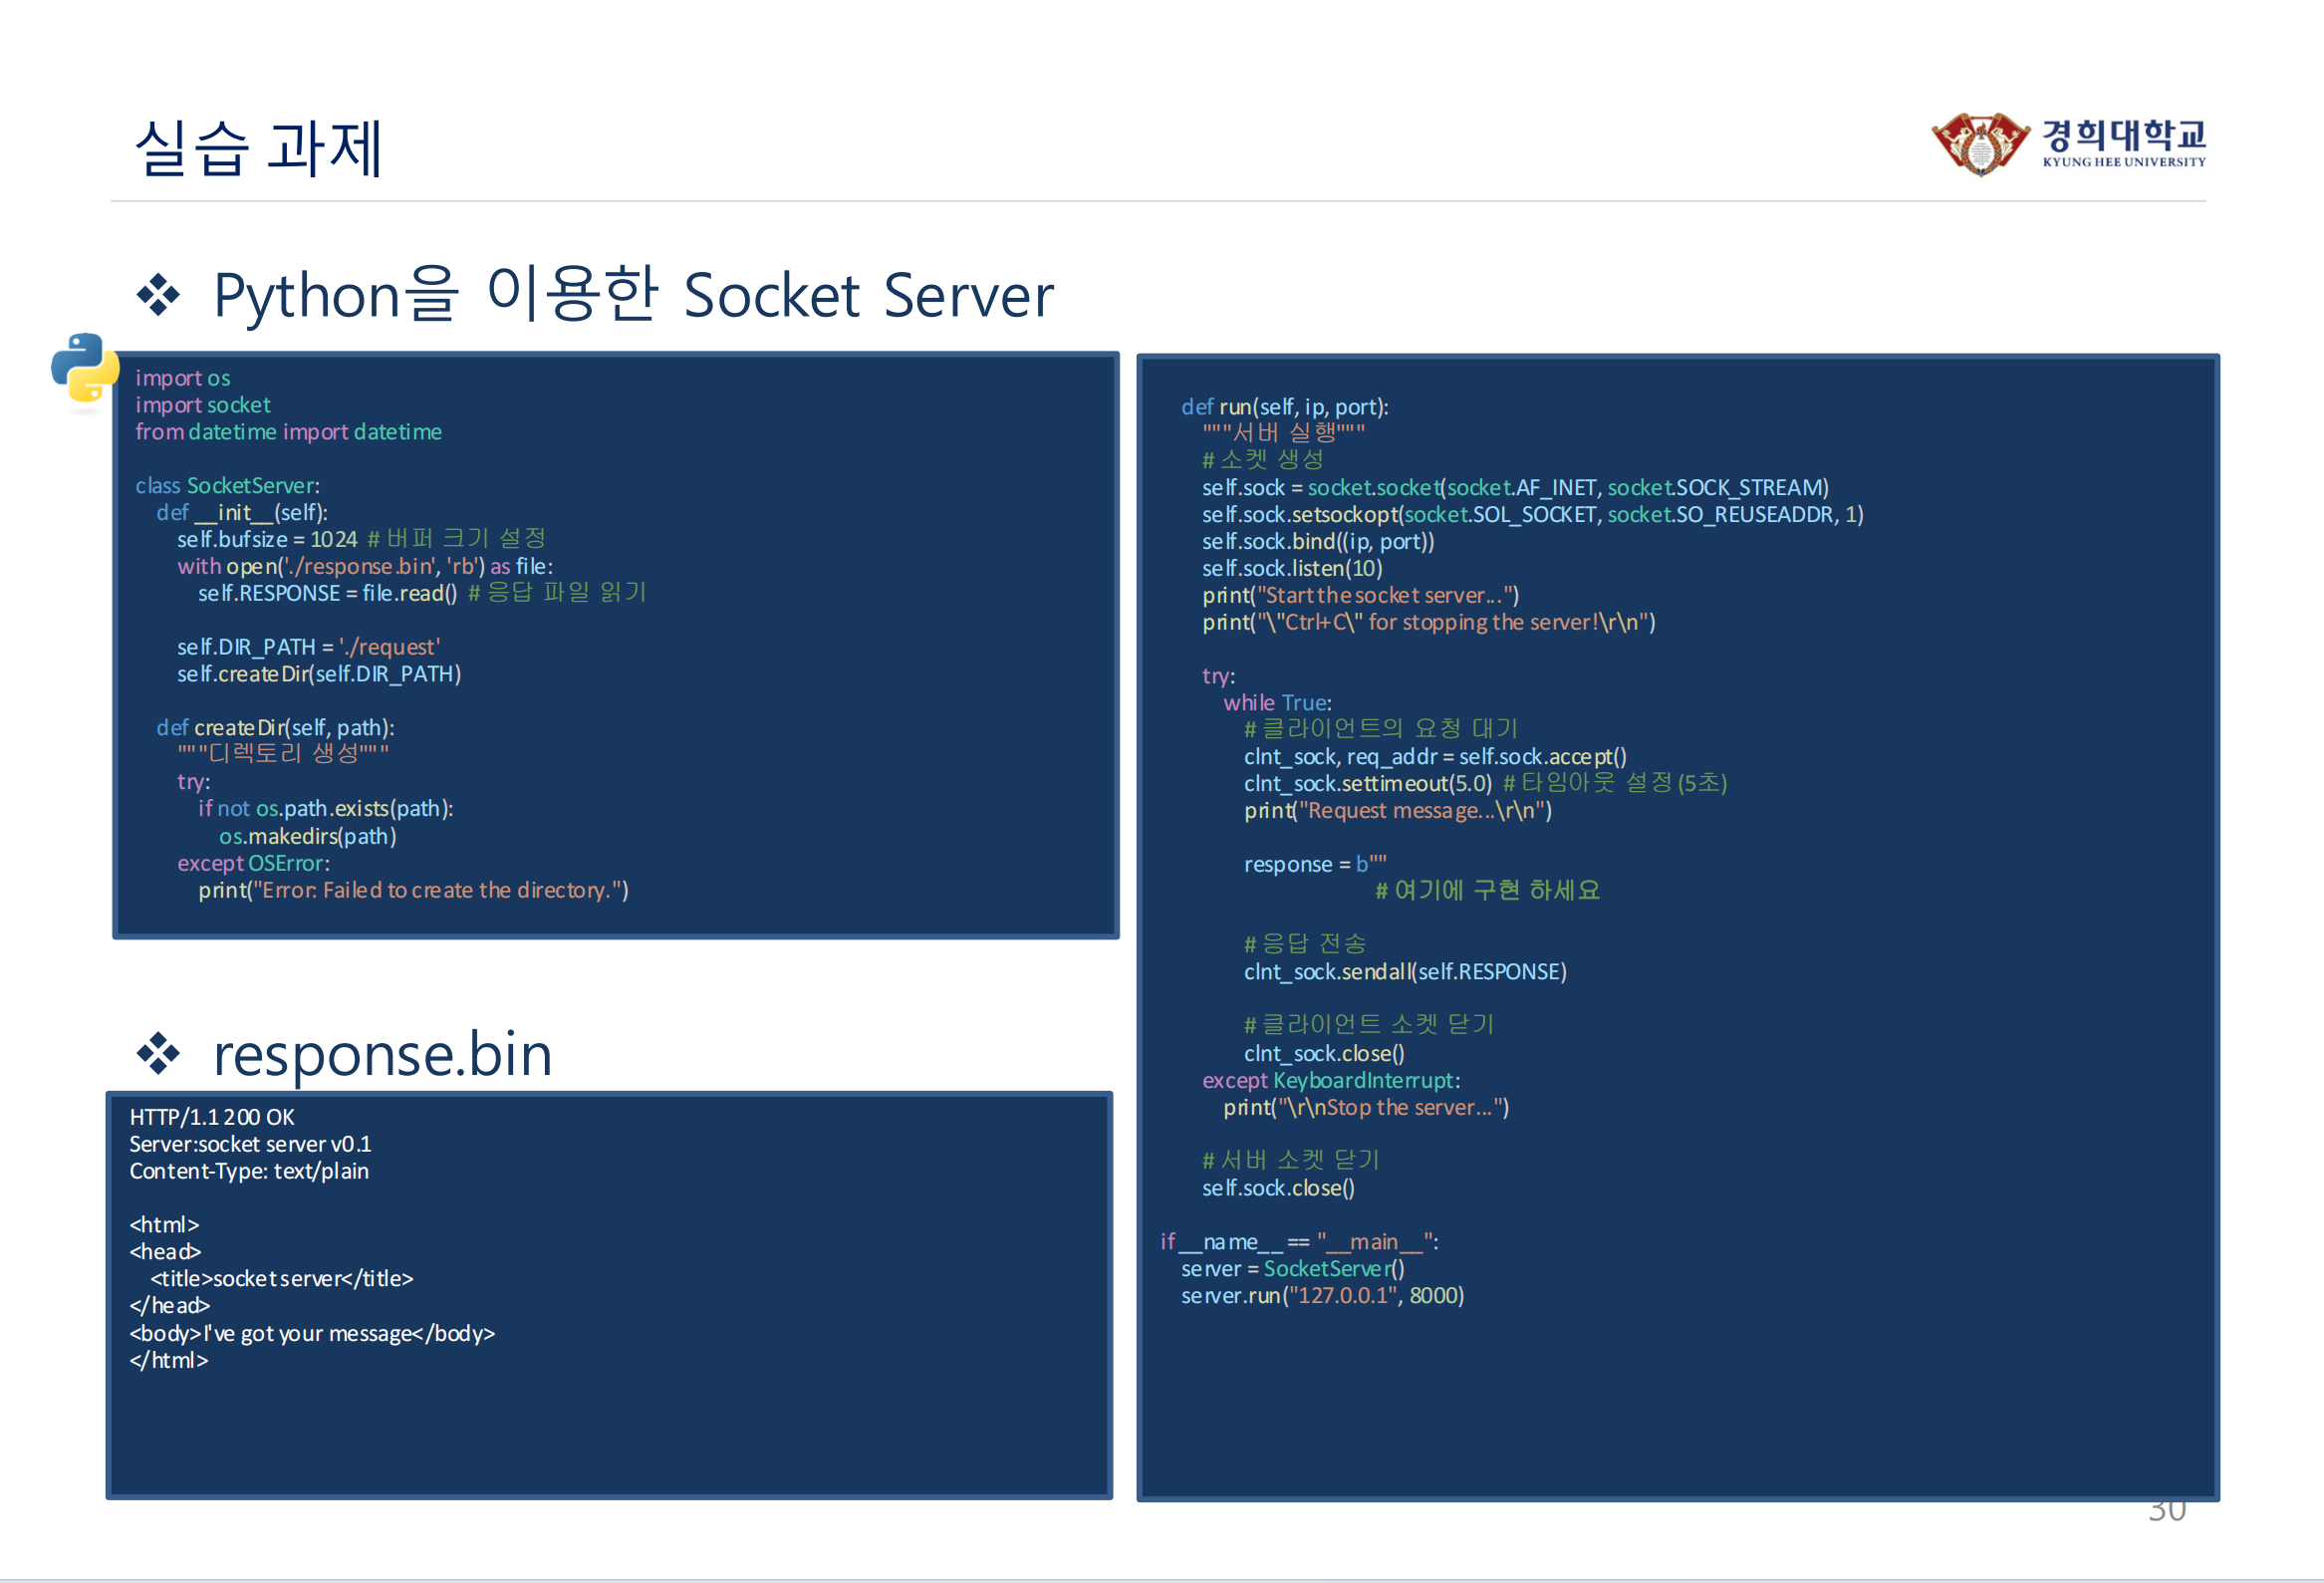 실습 과제
경희대학교
KYUNG HEE UNIVERSITY
❖ Python을 이용한 Socket Server
import os
import socket
from datetime import datetime

class SocketServer:
  def __init__(self):
    self.bufsize = 1024 # 버퍼 크기 설정
    with open('./response.bin', 'rb') as file:
      self.RESPONSE = file.read() # 응답 파일 읽기

    self.DIR_PATH = './request'
    self.createDir(self.DIR_PATH)

  def createDir(self, path):
    """디렉토리 생성"""
    try:
      if not os.path.exists(path):
        os.makedirs(path)
    except OSError:
      print("Error: Failed to create the directory.")

  def run(self, ip, port):
    """서버 실행"""
    # 소켓 생성
    self.sock = socket.socket(socket.AF_INET, socket.SOCK_STREAM)
    self.sock.setsockopt(socket.SOL_SOCKET, socket.SO_REUSEADDR, 1)
    self.sock.bind((ip, port))
    self.sock.listen(10)
    print("Start the socket server...")
    print("\"Ctrl+C\" for stopping the server!\r\n")

    try:
      while True:
        # 클라이언트의 요청 대기
        clnt_sock, req_addr = self.sock.accept()
        clnt_sock.settimeout(5.0) # 타임아웃 설정(5초)
        print("Request message...\r\n")

        response = b""
                # 여기에 구현 하세요

        # 응답 전송
        clnt_sock.sendall(self.RESPONSE)

        # 클라이언트 소켓 닫기
        clnt_sock.close()
    except KeyboardInterrupt:
      print("\r\nStop the server...")

    # 서버 소켓 닫기
    self.sock.close()

if __name__ == "__main__":
  server = SocketServer()
  server.run("127.0.0.1", 8000)

❖ response.bin
HTTP/1.1 200 OK
Server:socket server v0.1
Content-Type: text/plain

<html>
<head>
  <title>socket server</title>
</head>
<body>I've got your message</body>
</html>
30